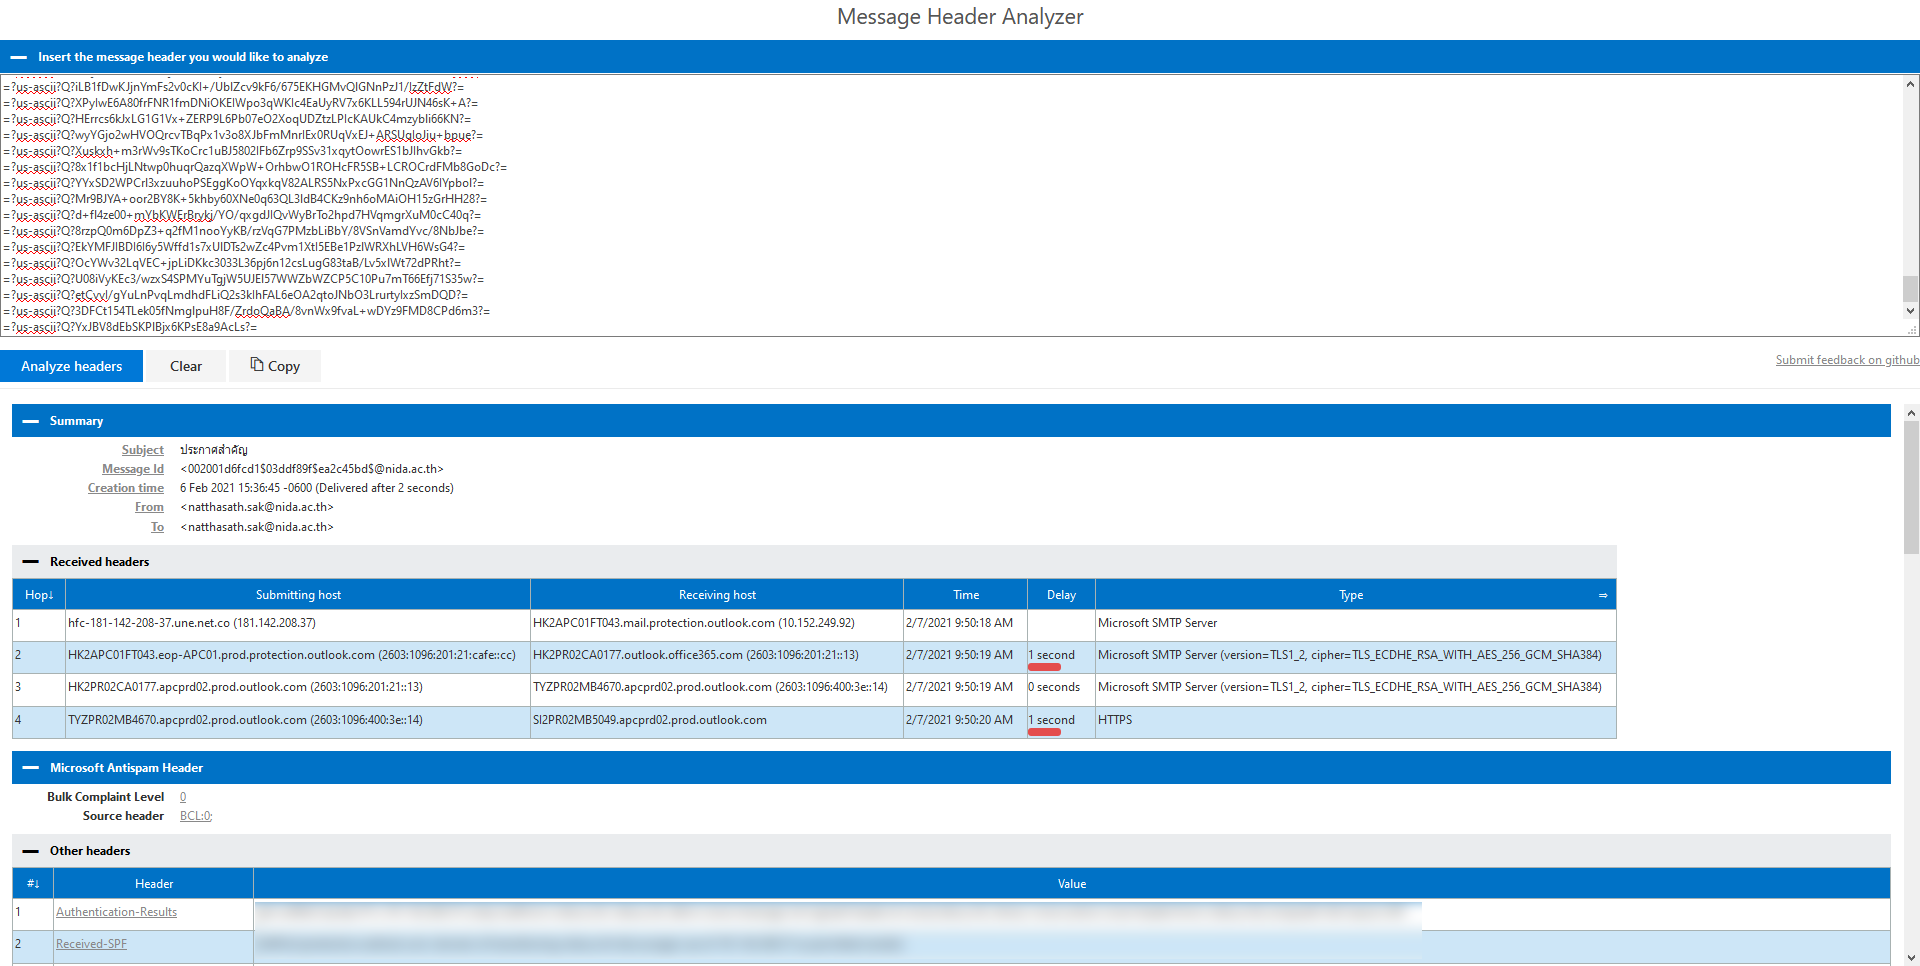 Message Header Analyzer
Insert the message header you would like to analyze
=?us-ascii?Q?iLB1fDwKJjnYmFs2v0cKl+/UbIZcv9kF6/675EKHGMvQlGNnPzJ1/IzZtFdW?=
=?us-ascii?Q?XPylwE6A80frFNR1fmDNiOKElWpo3qWKlc4EaUyRV7x6KLL594rUJN46sK+A?=
=?us-ascii?Q?HErrcs6kJxLG1G1Vx+ZERP9L6Pb07eO2XoqUDZtzLPlcKAUkC4mzybli66KN?=
=?us-ascii?Q?wyYGjo2wHVOQrcvTBqPx1v3o8XJbFmMnrlEx0RUqVxEJ+ARSUqloJju+bpue?=
=?us-ascii?Q?Xuskxh+m3rWv9sTKoCrc1uBJ5802lFb6Zrp9SSv31xqytOowrES1bJlhvGkb?=
=?us-ascii?Q?8x1f1bcHjLNtwp0huqrQazqXWpW+OrhbwO1ROHcFR5SB+LCROCrdFMb8GoDc?=
=?us-ascii?Q?YYxSD2WPCrl3xzuuhoPSEggKoOYqxkqV82ALRS5NxPxcGG1NnQzAV6lYpbol?=
=?us-ascii?Q?Mr9BJYA+oor2BY8K+5khby60XNe0q63QL3ldB4CKz9nh6oMAiOH15zGrHH28?=
=?us-ascii?Q?d+fl4ze00+mYbKWErBrykj/YO/qxgdJlQvWyBrTo2hpd7HVqmgrXuM0cC40q?=
=?us-ascii?Q?8rzpQ0m6DpZ3+q2fM1nooYyKB/rzVqG7PMzbLiBbY/8VSnVamdYvc/8NbJbe?=
=?us-ascii?Q?EkYMFJlBDl6l6y5Wffd1s7xUlDTs2wZc4Pvm1Xtl5EBe1PzlWRXhLVH6WsG4?=
=?us-ascii?Q?OcYWv32LqVEC+jpLiDKkc3033L36pj6n12csLugG83taB/Lv5xIWt72dPRht?=
=?us-ascii?Q?U08iVyKEc3/wzxS4SPMYuTgjW5UJEl57WWZbWZCP5C10Pu7mT66Efj71S35w?=
=?us-ascii?Q?etCyyl/gYuLnPvqLmdhdFLiQ2s3klhFAL6eOA2qtoJNbO3LrurtylxzSmDQD?=
=?us-ascii?Q?3DFCt154TLek05fNmglpuH8F/ZrdoQaBA/8vnWx9fvaL+wDYz9FMD8CPd6m3?=
=?us-ascii?Q?YxJBV8dEbSKPIBjx6KPsE8a9AcLs?=
Analyze headers Clear Copy Submit feedback on github
Summary
Subject ประกาศสำคัญ
Message Id <002001d6fcd1$03ddf89f$ea2c45bd$@nida.ac.th>
Creation time 6 Feb 2021 15:36:45 -0600 (Delivered after 2 seconds)
From <natthasath.sak@nida.ac.th>
To <natthasath.sak@nida.ac.th>
Received headers
Hop↓ Submitting host Receiving host Time Delay Type ⇒
1 hfc-181-142-208-37.une.net.co (181.142.208.37) HK2APC01FT043.mail.protection.outlook.com (10.152.249.92) 2/7/2021 9:50:18 AM Microsoft SMTP Server
2 HK2APC01FT043.eop-APC01.prod.protection.outlook.com (2603:1096:201:21:cafe::cc) HK2PR02CA0177.outlook.office365.com (2603:1096:201:21::13) 2/7/2021 9:50:19 AM 1 second Microsoft SMTP Server (version=TLS1_2, cipher=TLS_ECDHE_RSA_WITH_AES_256_GCM_SHA384)
3 HK2PR02CA0177.apcprd02.prod.outlook.com (2603:1096:201:21::13) TYZPR02MB4670.apcprd02.prod.outlook.com (2603:1096:400:3e::14) 2/7/2021 9:50:19 AM 0 seconds Microsoft SMTP Server (version=TLS1_2, cipher=TLS_ECDHE_RSA_WITH_AES_256_GCM_SHA384)
4 TYZPR02MB4670.apcprd02.prod.outlook.com (2603:1096:400:3e::14) SI2PR02MB5049.apcprd02.prod.outlook.com 2/7/2021 9:50:20 AM 1 second HTTPS
Microsoft Antispam Header
Bulk Complaint Level 0
Source header BCL:0;
Other headers
#↓ Header Value
1 Authentication-Results
2 Received-SPF